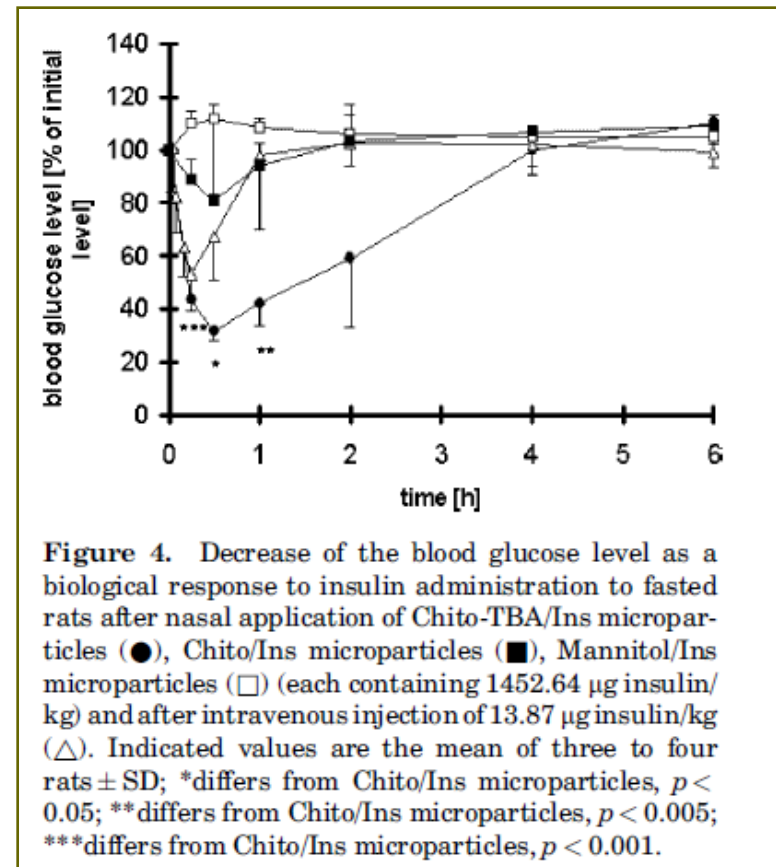 140
120
100
80
60
40
20
0
blood glucose level [% of initial
level]
***
*
**
0 1 2 3 4 5 6
time [h]
Figure 4. Decrease of the blood glucose level as a
biological response to insulin administration to fasted
rats after nasal application of Chito-TBA/Ins micropar-
ticles (●), Chito/Ins microparticles (■), Mannitol/Ins
microparticles (□) (each containing 1452.64 μg insulin/
kg) and after intravenous injection of 13.87 μg insulin/kg
(△). Indicated values are the mean of three to four
rats ± SD; *differs from Chito/Ins microparticles, p <
0.05; **differs from Chito/Ins microparticles, p < 0.005;
***differs from Chito/Ins microparticles, p < 0.001.